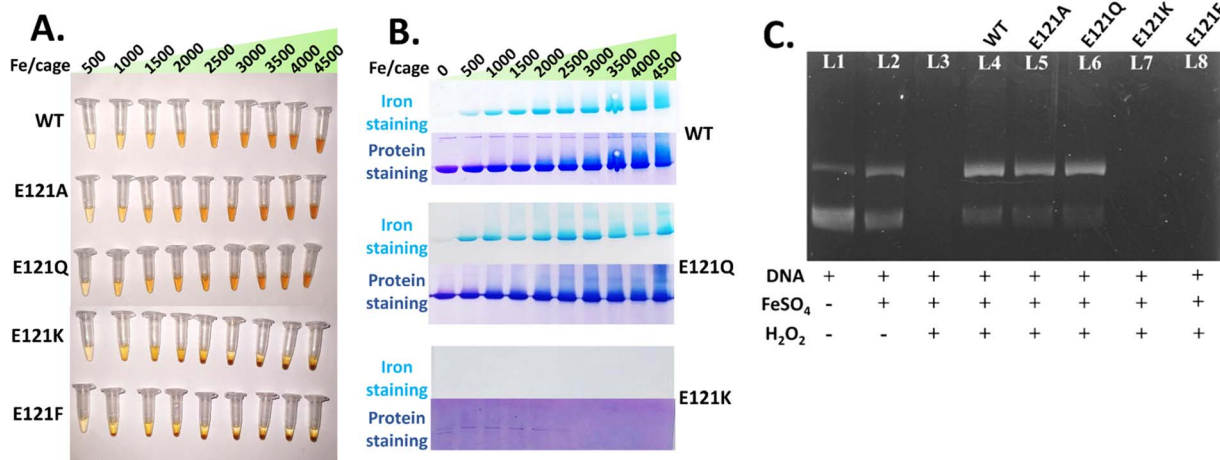 A.
Fe/cage 500 1000 1500 2000 2500 3000 3500 4000 4500
WT
E121A
E121Q
E121K
E121F
B.
Fe/cage 0 500 1000 1500 2000 2500 3000 3500 4000 4500
Iron
staining
Protein
staining
WT
Iron
staining
Protein
staining
E121Q
Iron
staining
Protein
staining
E121K
C.
WT E121A E121Q E121K E121F
L1 L2 L3 L4 L5 L6 L7 L8
DNA + + + + + + + +
FeSO₄ - + + + + + + +
H₂O₂ - - + + + + + +